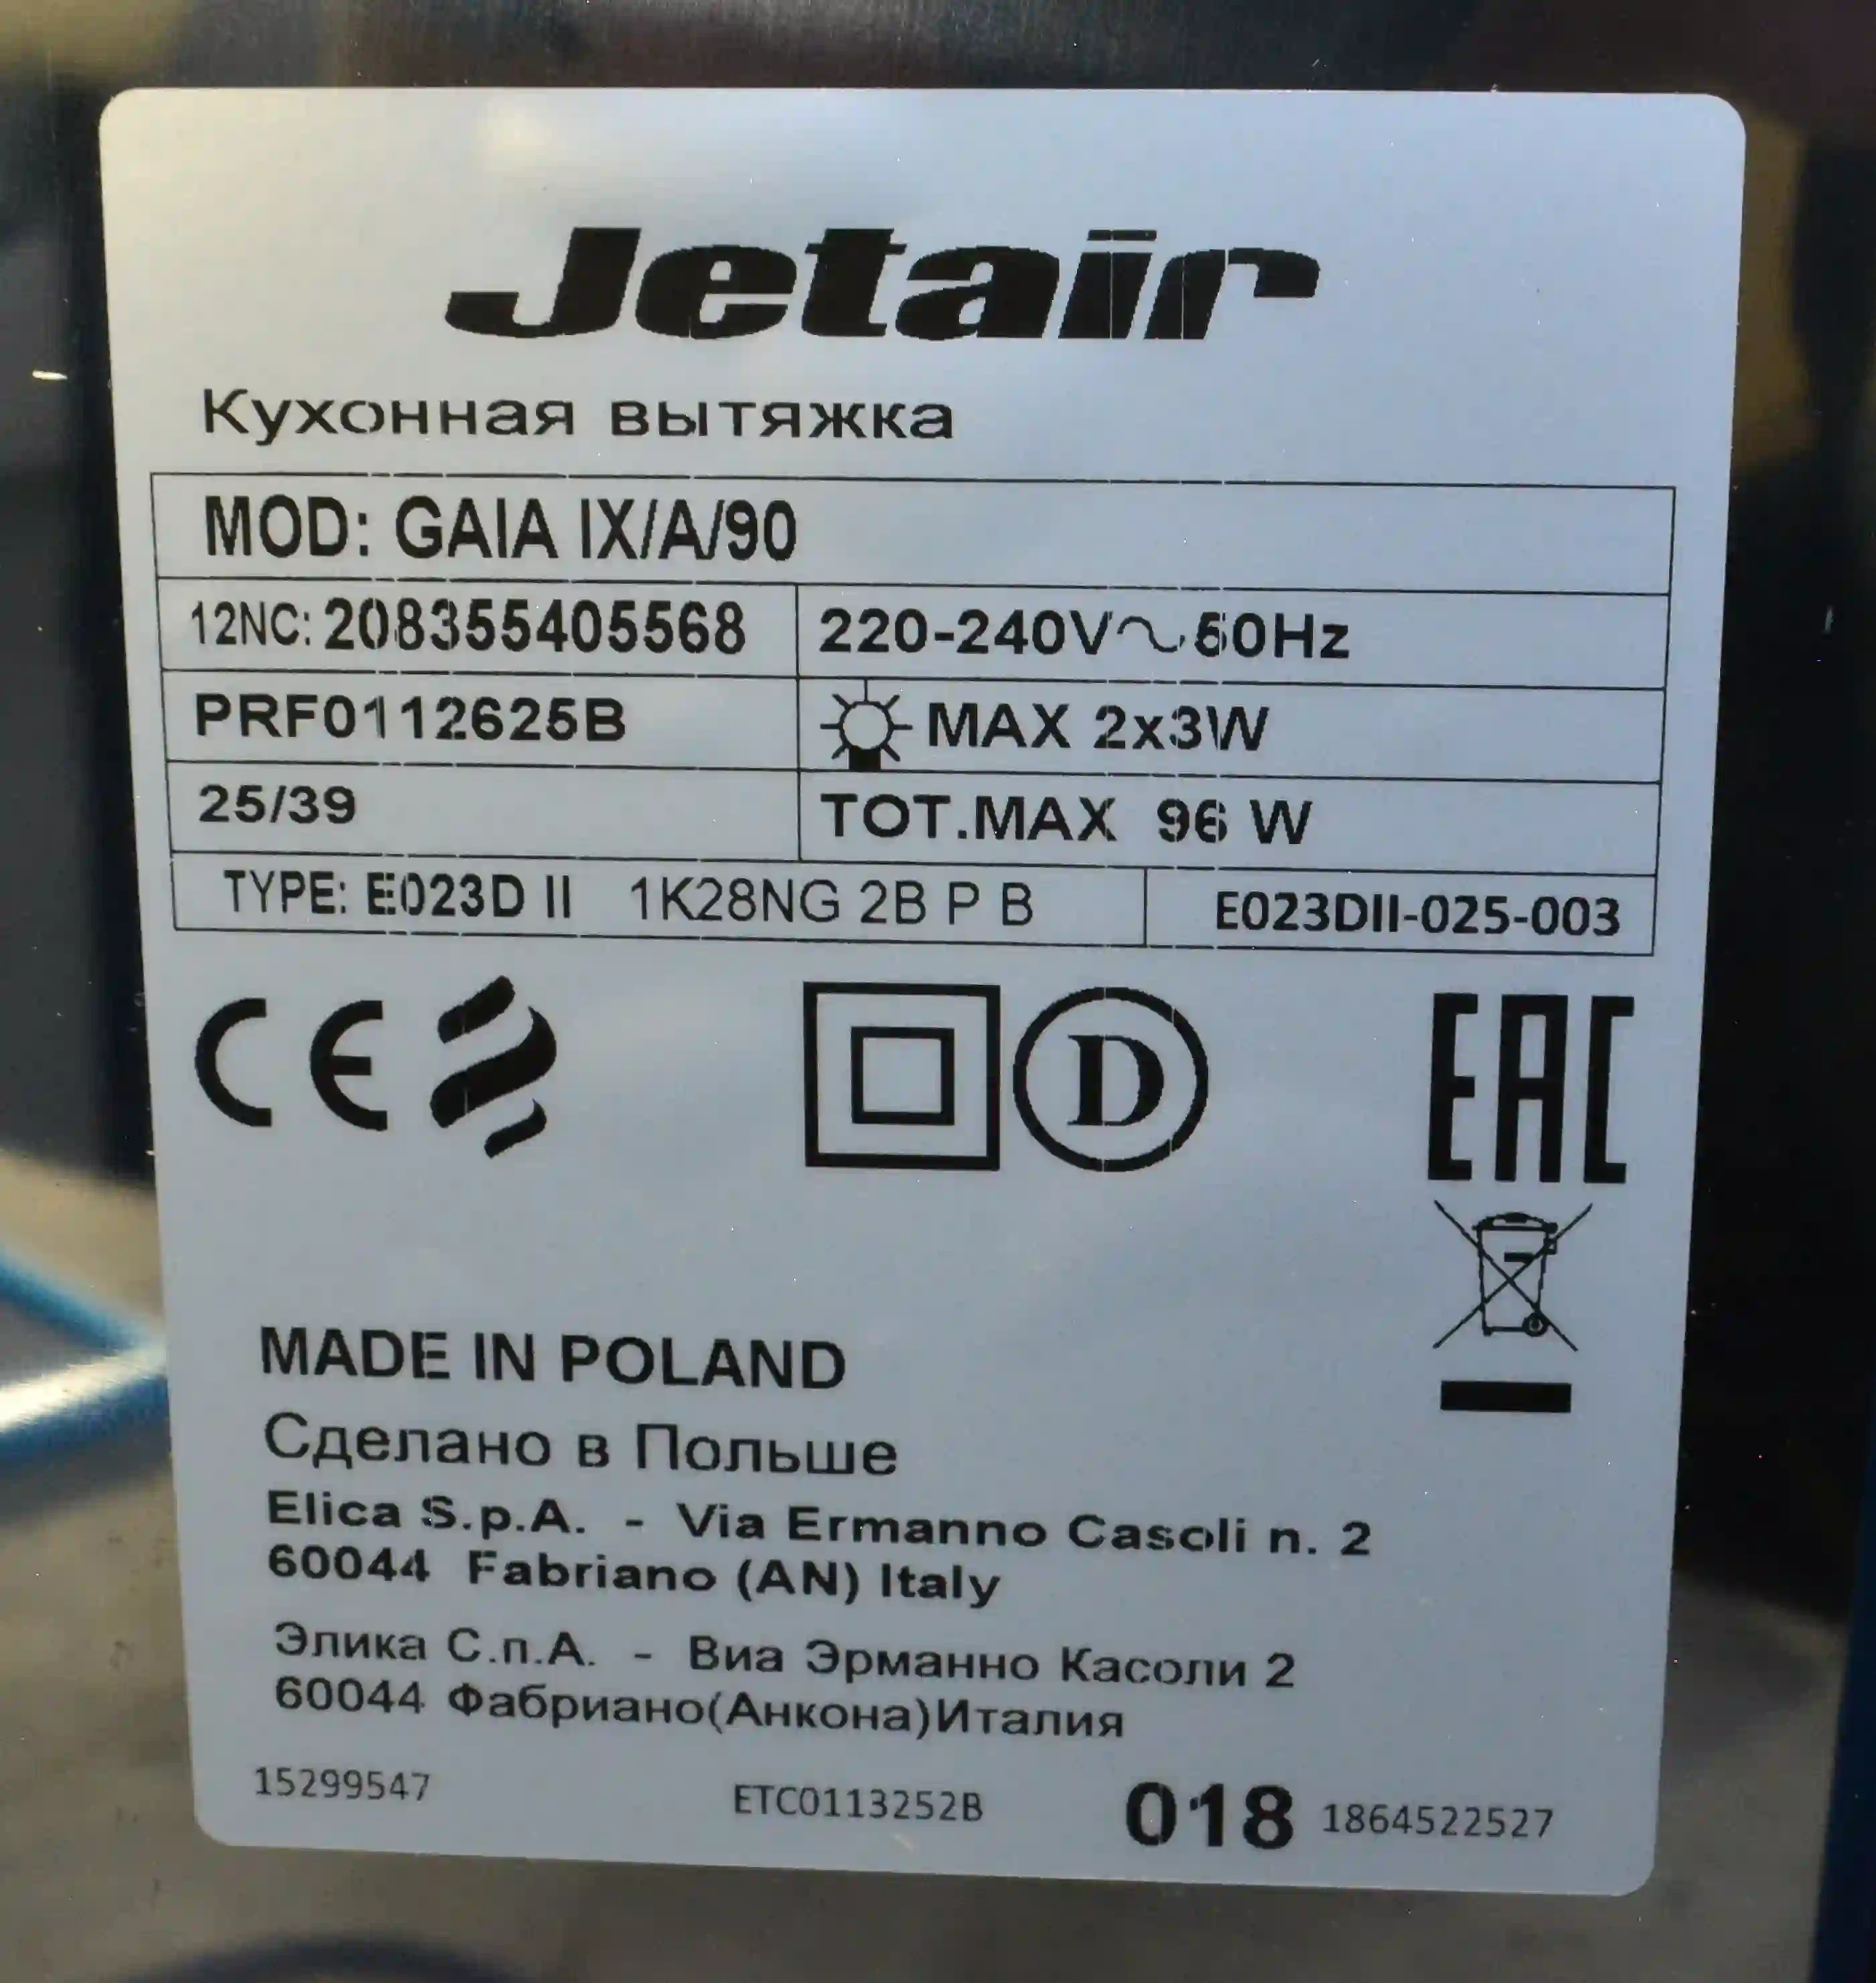 Jetair
Кухонная вытяжка
MOD: GAIA IX/A/90
12NC: 208355405568 220-240V~ 50Hz
PRF0112625B MAX 2x3W
25/39 TOT.MAX 96 W
TYPE: E023D II 1K28NG 2B P B E023DII-025-003
CE D EAC
MADE IN POLAND
Сделано в Польше
Elica S.p.A. - Via Ermanno Casoli n. 2
60044 Fabriano (AN) Italy
Элика С.п.А. - Виа Эрманно Касоли 2
60044 Фабриано(Анкона)Италия
15299547 ETC0113252B 018 1864522527